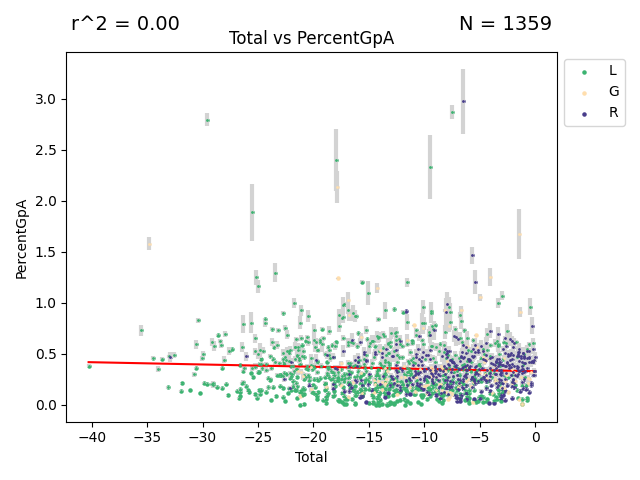 r^2 = 0.00
N = 1359
Total vs PercentGpA
L
G
R
3.0
2.5
2.0
1.5
1.0
0.5
0.0
PercentGpA
−40
−35
−30
−25
−20
−15
−10
−5
0
Total